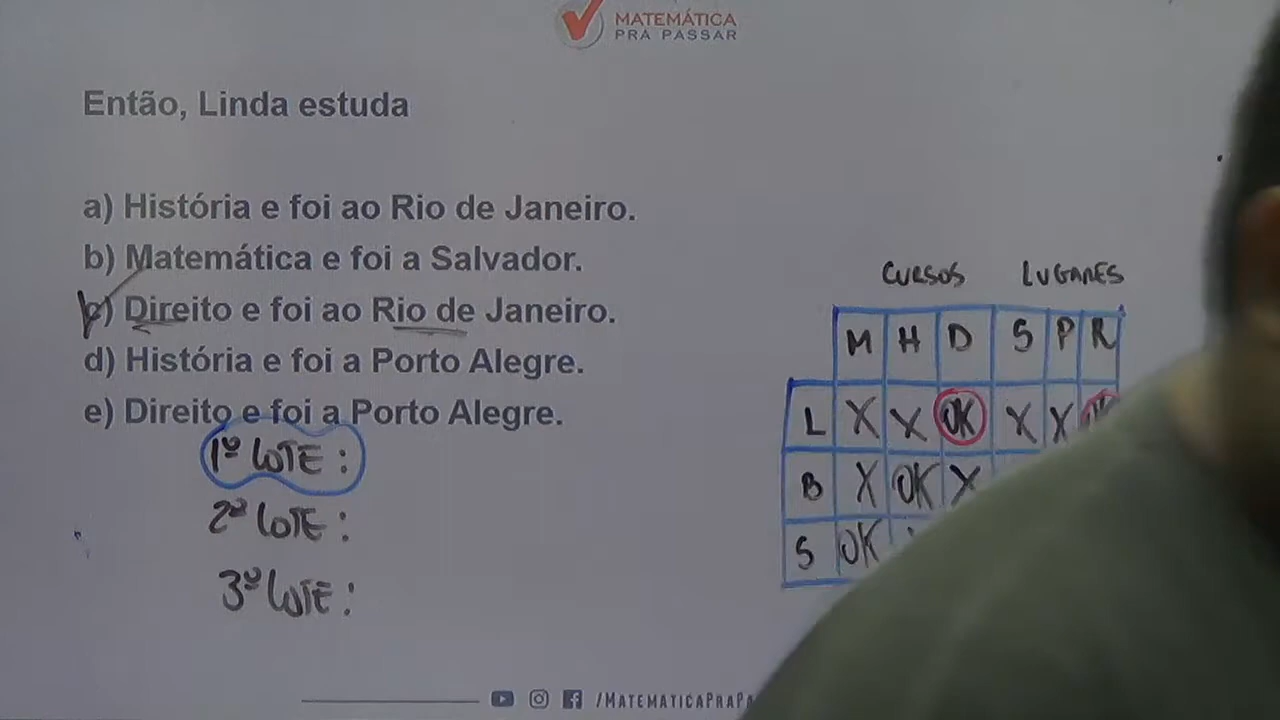 MATEMÁTICA
PRA PASSAR
Então, Linda estuda
a) História e foi ao Rio de Janeiro.
b) Matemática e foi a Salvador.
c) Direito e foi ao Rio de Janeiro.
d) História e foi a Porto Alegre.
e) Direito e foi a Porto Alegre.
1º LOTE :
2º LOTE :
3º LOTE :
CURSOS LUGARES
M H D S P R
L X X OK X X
B X OK X
S OK
/MATEMATICAPRAPA